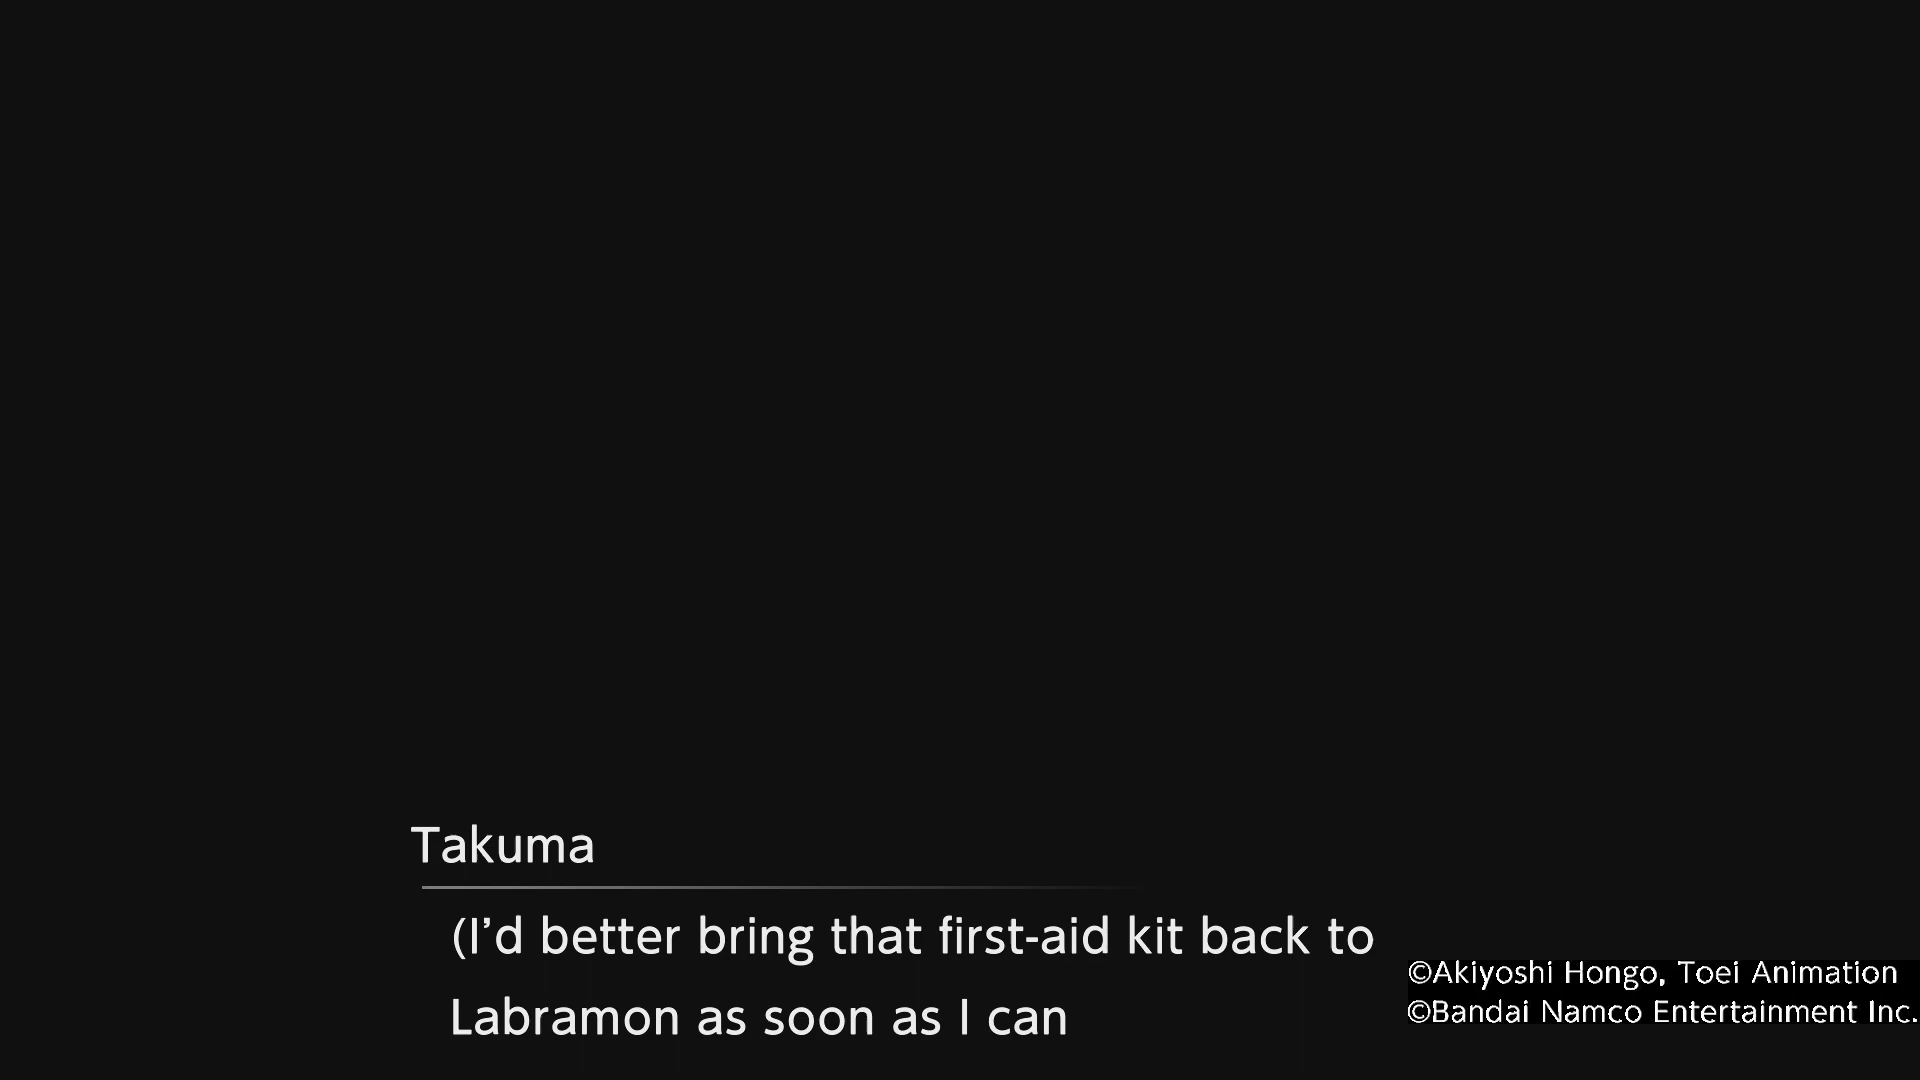 Takuma
(I’d better bring that first-aid kit back to
Labramon as soon as I can
©Akiyoshi Hongo, Toei Animation
©Bandai Namco Entertainment Inc.